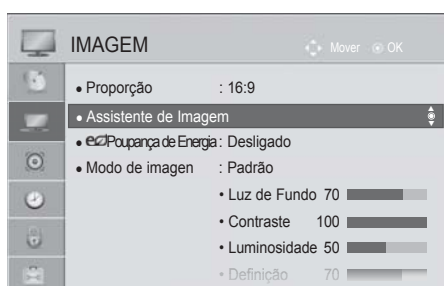 IMAGEM Mover OK
• Proporção : 16:9
• Assistente de Imagem
• eco Poupança de Energia : Desligado
• Modo de imagen : Padrão
• Luz de Fundo 70
• Contraste 100
• Luminosidade 50
• Definição 70